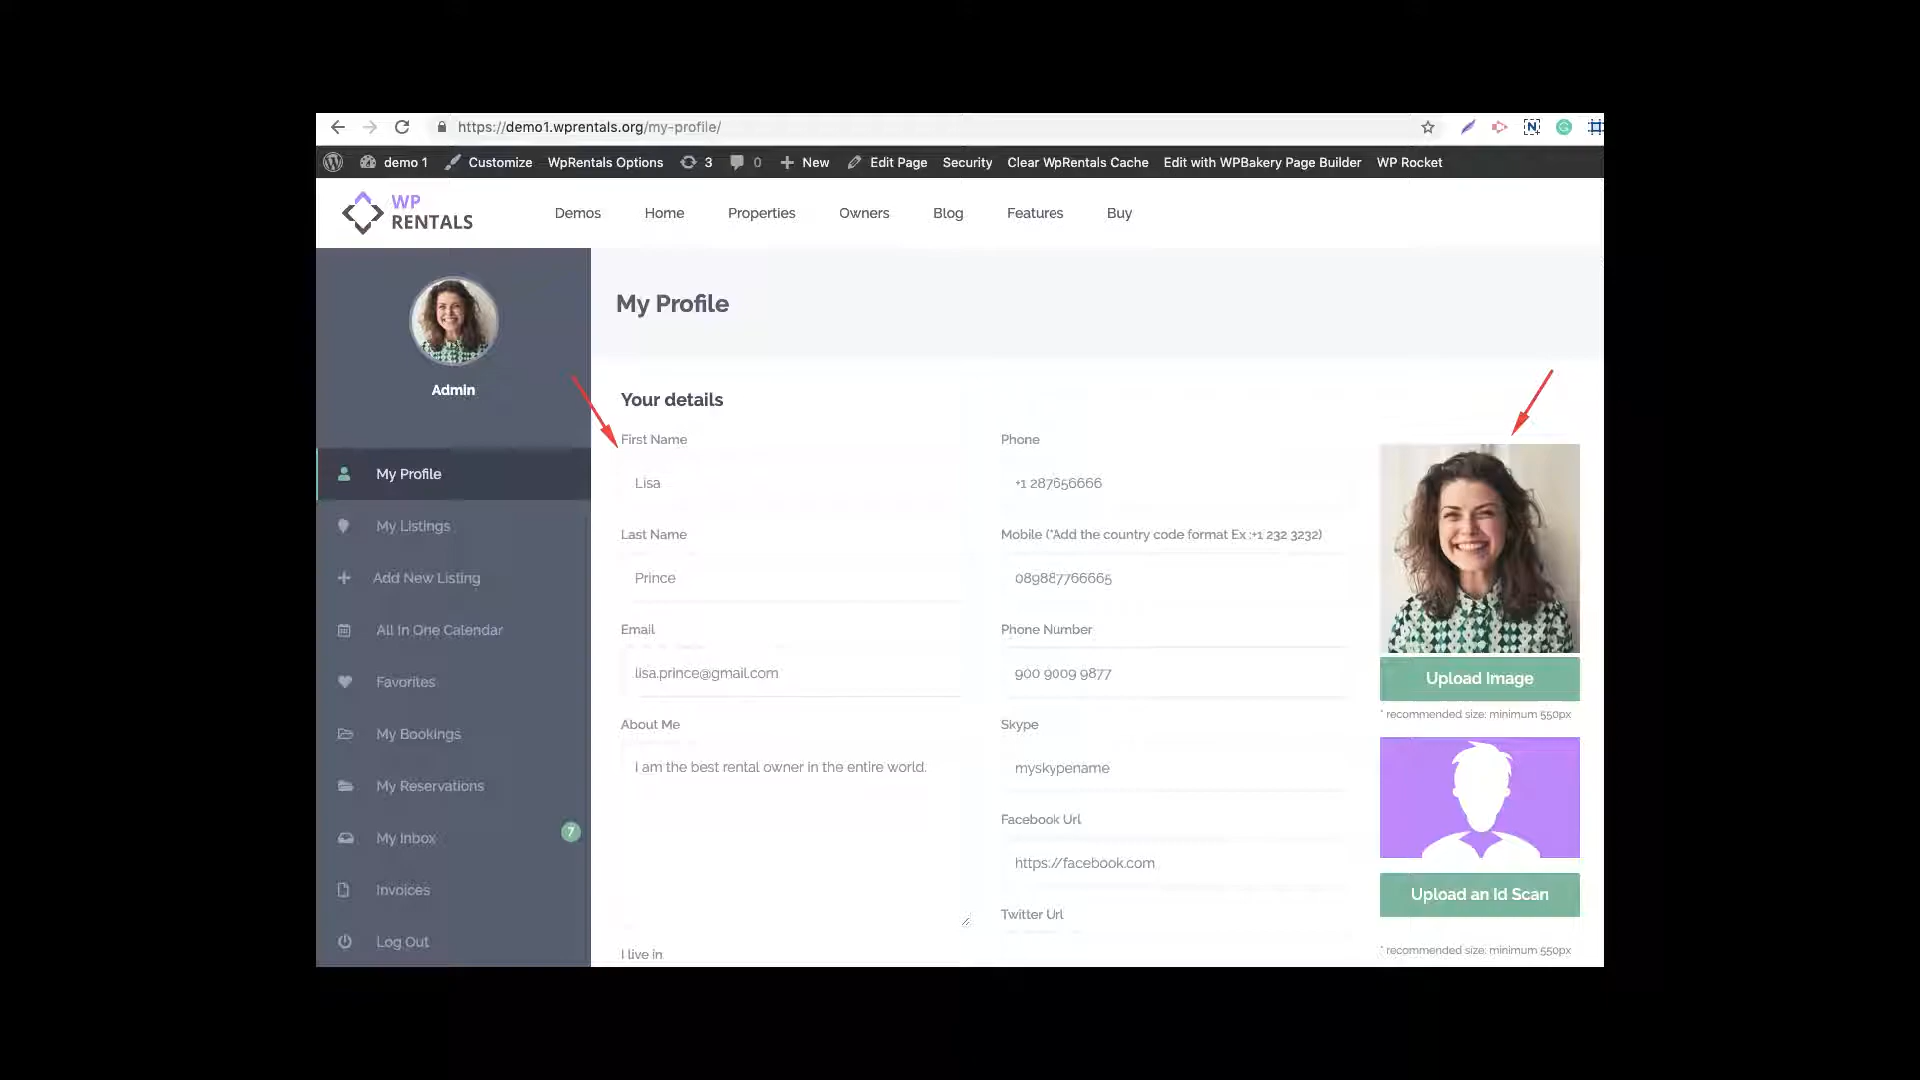 https://demo1.wprentals.org/my-profile/
demo 1 Customize WpRentals Options 3 0 New Edit Page Security Clear WpRentals Cache Edit with WPBakery Page Builder WP Rocket
WP
RENTALS
Demos Home Properties Owners Blog Features Buy
Admin
My Profile
My Listings
Add New Listing
All In One Calendar
Favorites
My Bookings
My Reservations
My Inbox 7
Invoices
Log Out
My Profile
Your details
First Name
Lisa
Last Name
Prince
Email
lisa.prince@gmail.com
About Me
I am the best rental owner in the entire world.
I live in
Phone
+1 287656666
Mobile (*Add the country code format Ex :+1 232 3232)
089887766665
Phone Number
900 9009 9877
Skype
myskypename
Facebook Url
https://facebook.com
Twitter Url
Upload Image
* recommended size: minimum 550px
Upload an Id Scan
* recommended size: minimum 550px